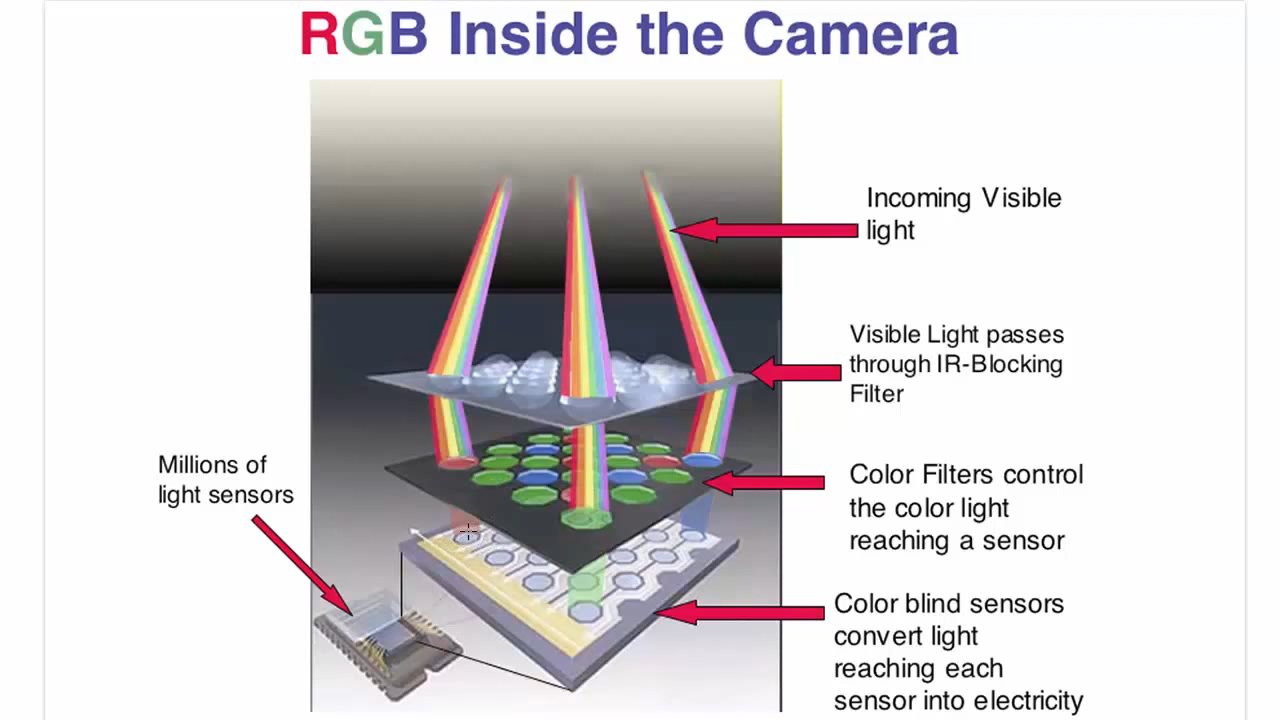 RGB Inside the Camera
Incoming Visible
light
Visible Light passes
through IR-Blocking
Filter
Millions of
light sensors
Color Filters control
the color light
reaching a sensor
Color blind sensors
convert light
reaching each
sensor into electricity